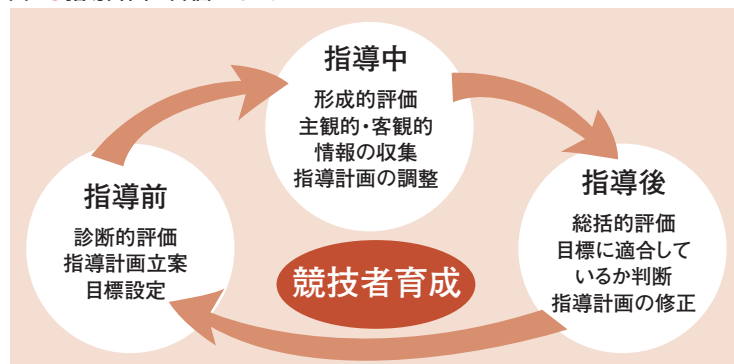 指導前
診断的評価
指導計画立案
目標設定
指導中
形成的評価
主観的・客観的
情報の収集
指導計画の調整
指導後
総括的評価
目標に適合して
いるか判断
指導計画の修正
競技者育成